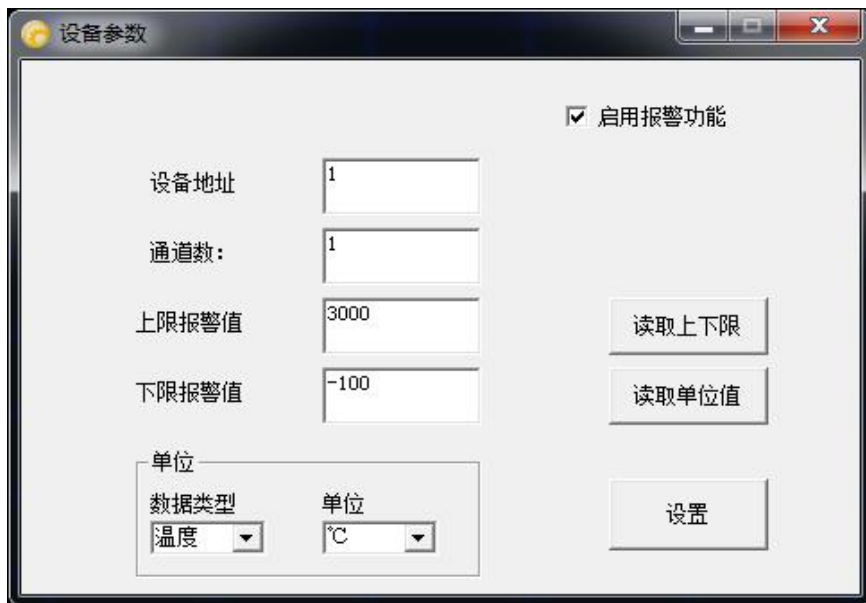 设备参数
启用报警功能
设备地址
1
通道数:
1
上限报警值
3000
读取上下限
下限报警值
-100
读取单位值
单位
数据类型
单位
温度
℃
设置